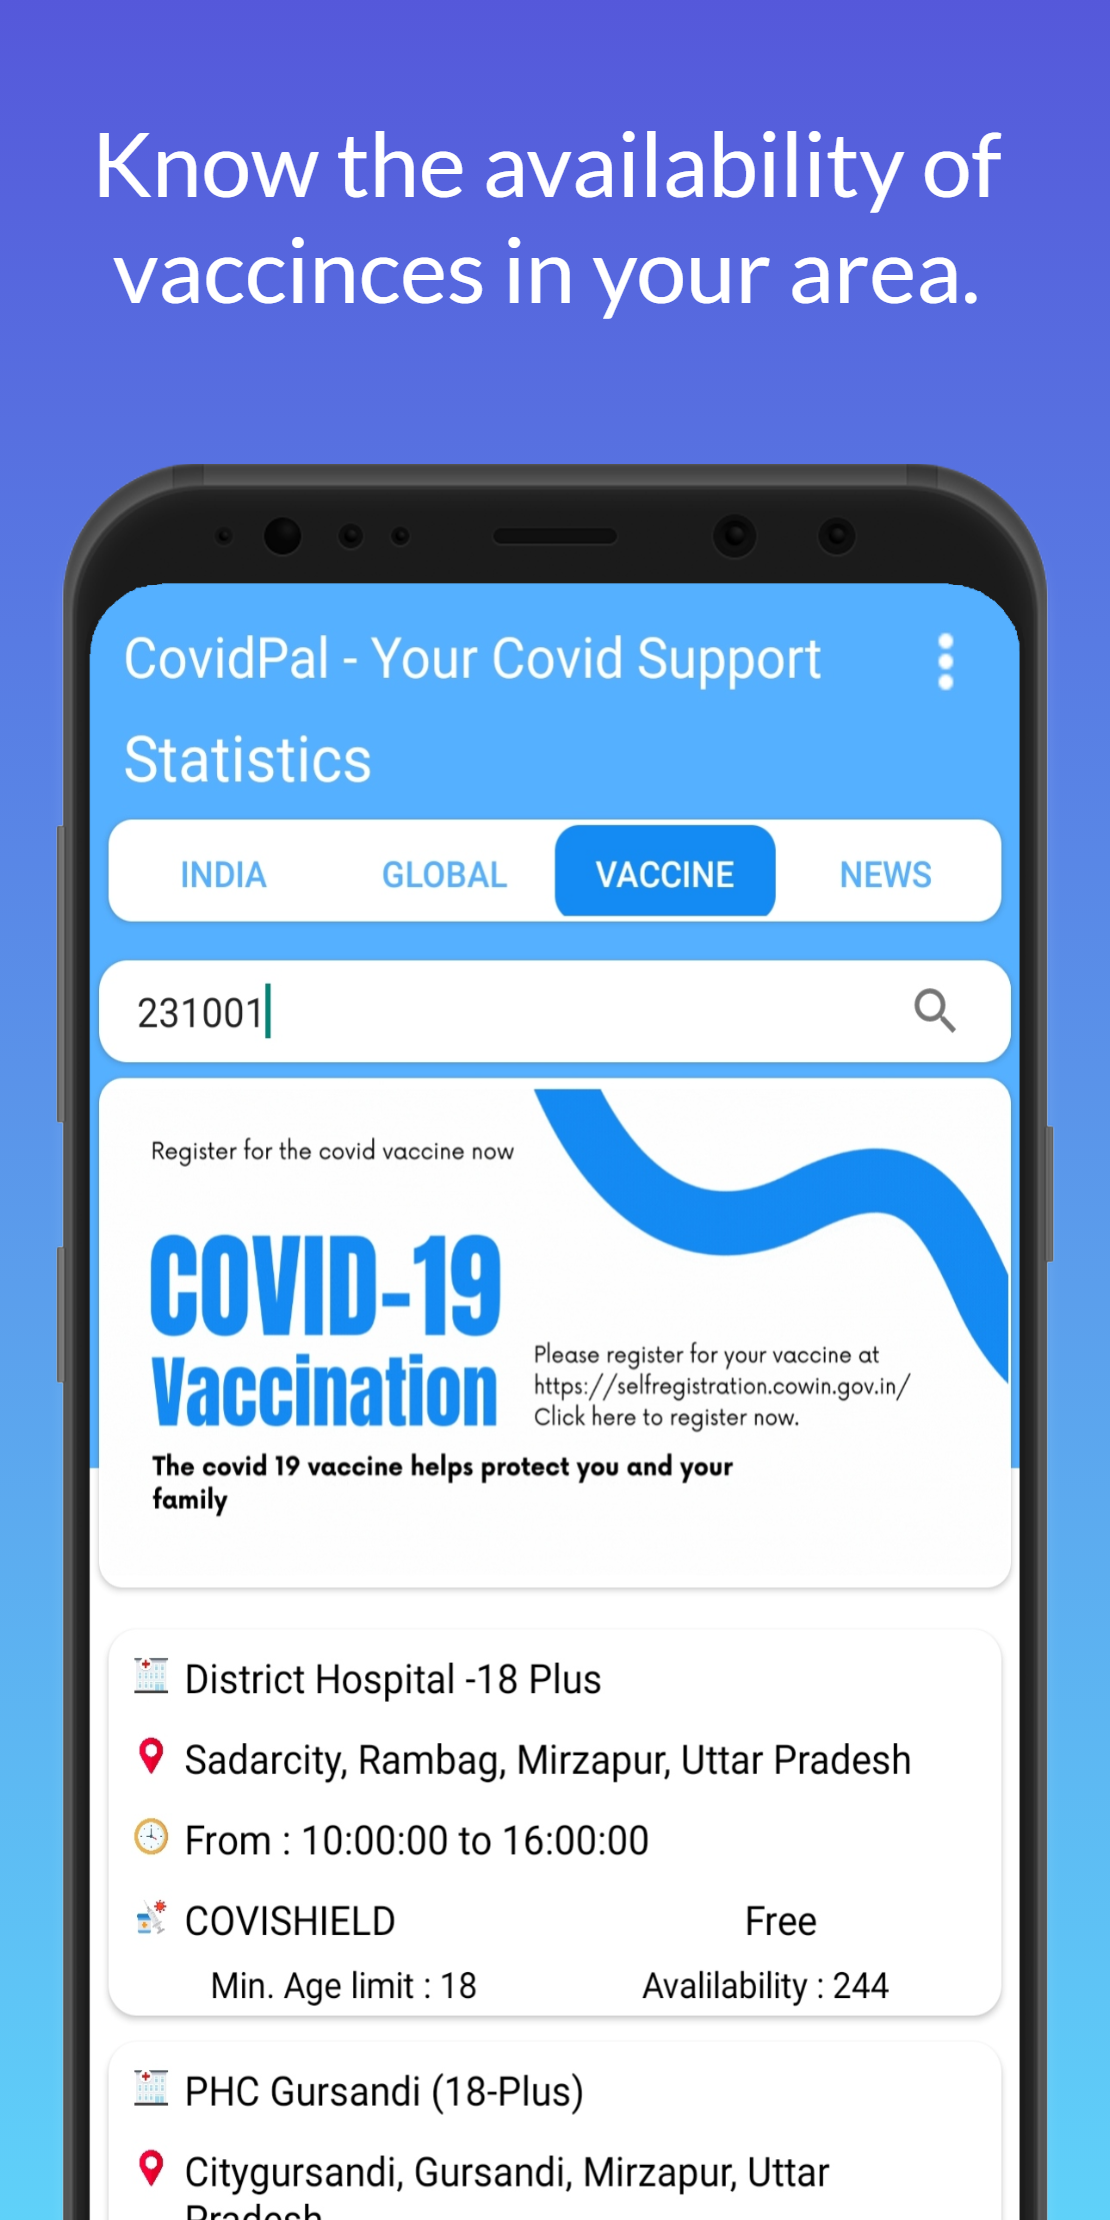 Know the availability of
vaccinces in your area.
CovidPal - Your Covid Support
Statistics
INDIA GLOBAL VACCINE NEWS
231001
Register for the covid vaccine now
COVID-19
Vaccination
Please register for your vaccine at
https://selfregistration.cowin.gov.in/
Click here to register now.
The covid 19 vaccine helps protect you and your
family
District Hospital -18 Plus
Sadarcity, Rambag, Mirzapur, Uttar Pradesh
From : 10:00:00 to 16:00:00
COVISHIELD Free
Min. Age limit : 18 Avalilability : 244
PHC Gursandi (18-Plus)
Citygursandi, Gursandi, Mirzapur, Uttar
Pradesh